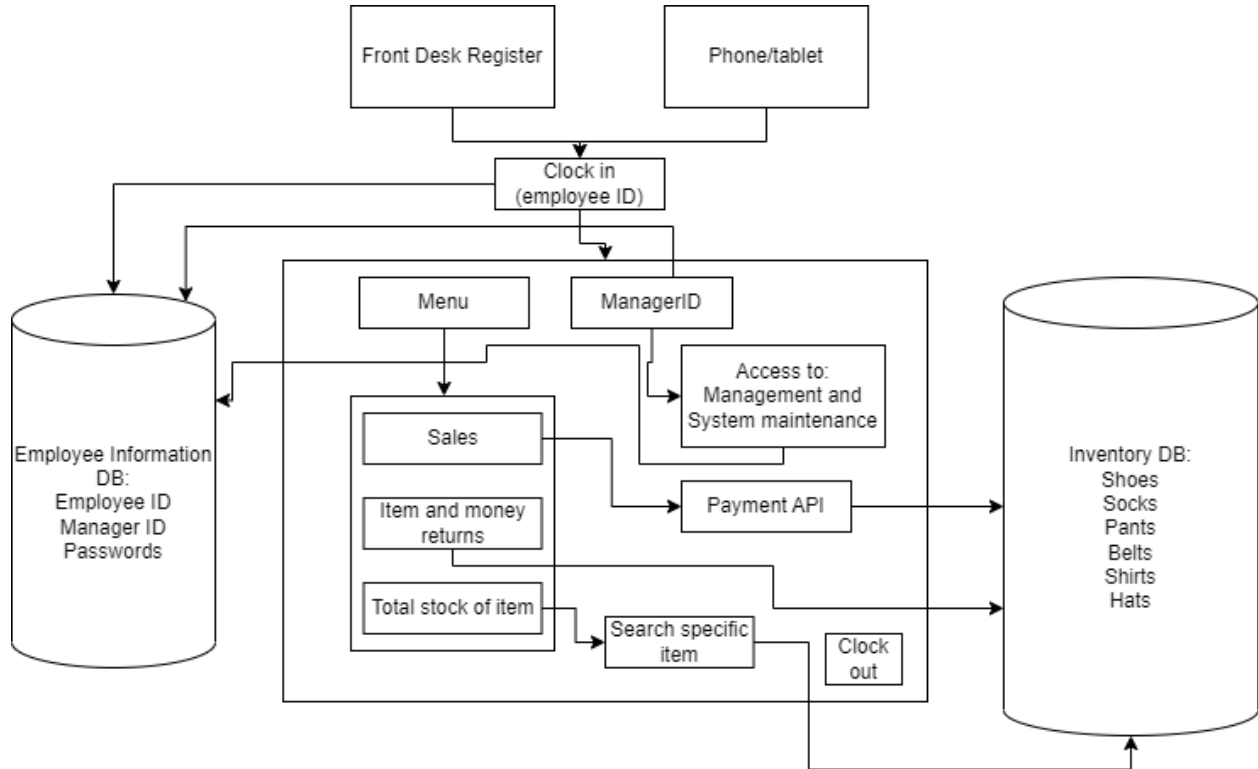 Front Desk Register
Phone/tablet
Clock in
(employee ID)
Menu
ManagerID
Access to:
Management and
System maintenance
Sales
Employee Information
DB:
Employee ID
Manager ID
Passwords
Inventory DB:
Shoes
Socks
Pants
Belts
Shirts
Hats
Payment API
Item and money
returns
Total stock of item
Search specific
item
Clock
out